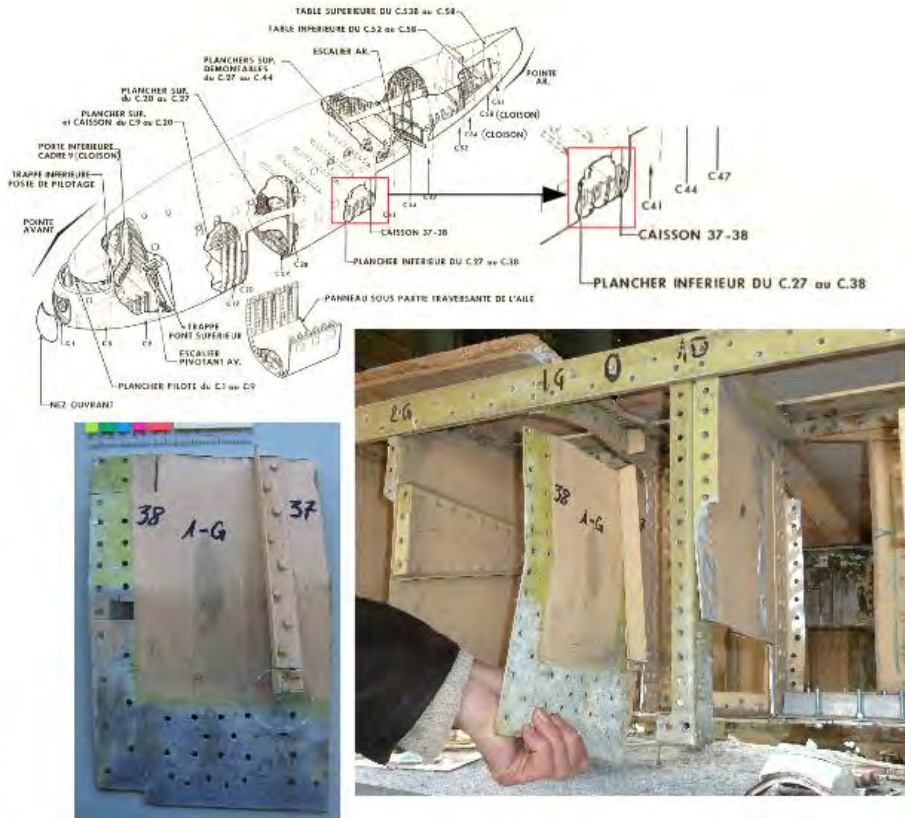 TABLE SUPERIEURE DU C.53B au C.58
TABLE INFERIEURE DU C.52 au C.58
ESCALIER AR.
PLANCHERS SUP.
DEMONTABLES
du C.27 au C.44
POINTE
AR.
PLANCHER SUP.
du C.20 au C.27
PLANCHER SUP.
et CAISSON du C.9 au C.20
(CLOISON)
(CLOISON)
C52
PORTE INFERIEURE
CADRE 9 (CLOISON)
TRAPPE INFERIEURE
POSTE DE PILOTAGE
POINTE
AVANT
C41
C44
C47
CAISSON 37-38
CAISSON 37-38
PLANCHER INFERIEUR DU C.27 au C.38
PLANCHER INFERIEUR DU C.27 au C.38
PANNEAU SOUS PARTIE TRAVERSANTE DE L'AILE
C1
TRAPPE
PONT SUPERIEUR
ESCALIER
PIVOTANT AV.
PLANCHER PILOTE du C.1 au C.9
NEZ OUVRANT
2G
1G
0
38
1-G
37
38
1-G